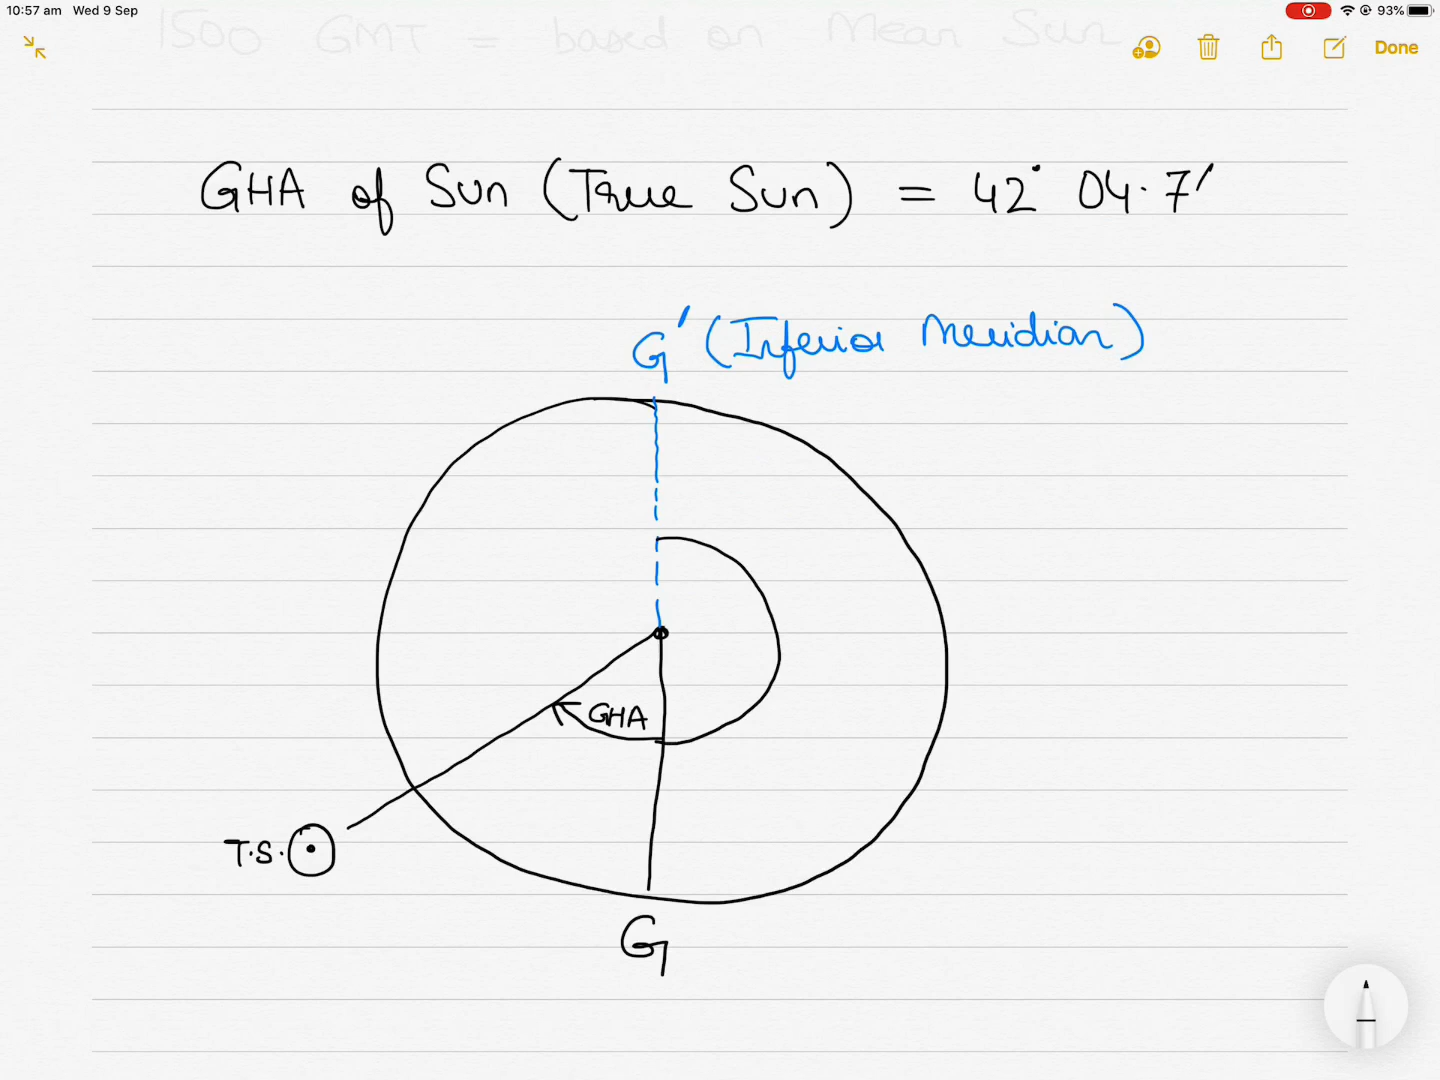 10:57 am Wed 9 Sep 93%
1500 GMT = based on Mean Sun
Done
GHA of Sun (True Sun) = 42° 04.7'
G' (Inferior Meridian)
GHA
T.S.
G